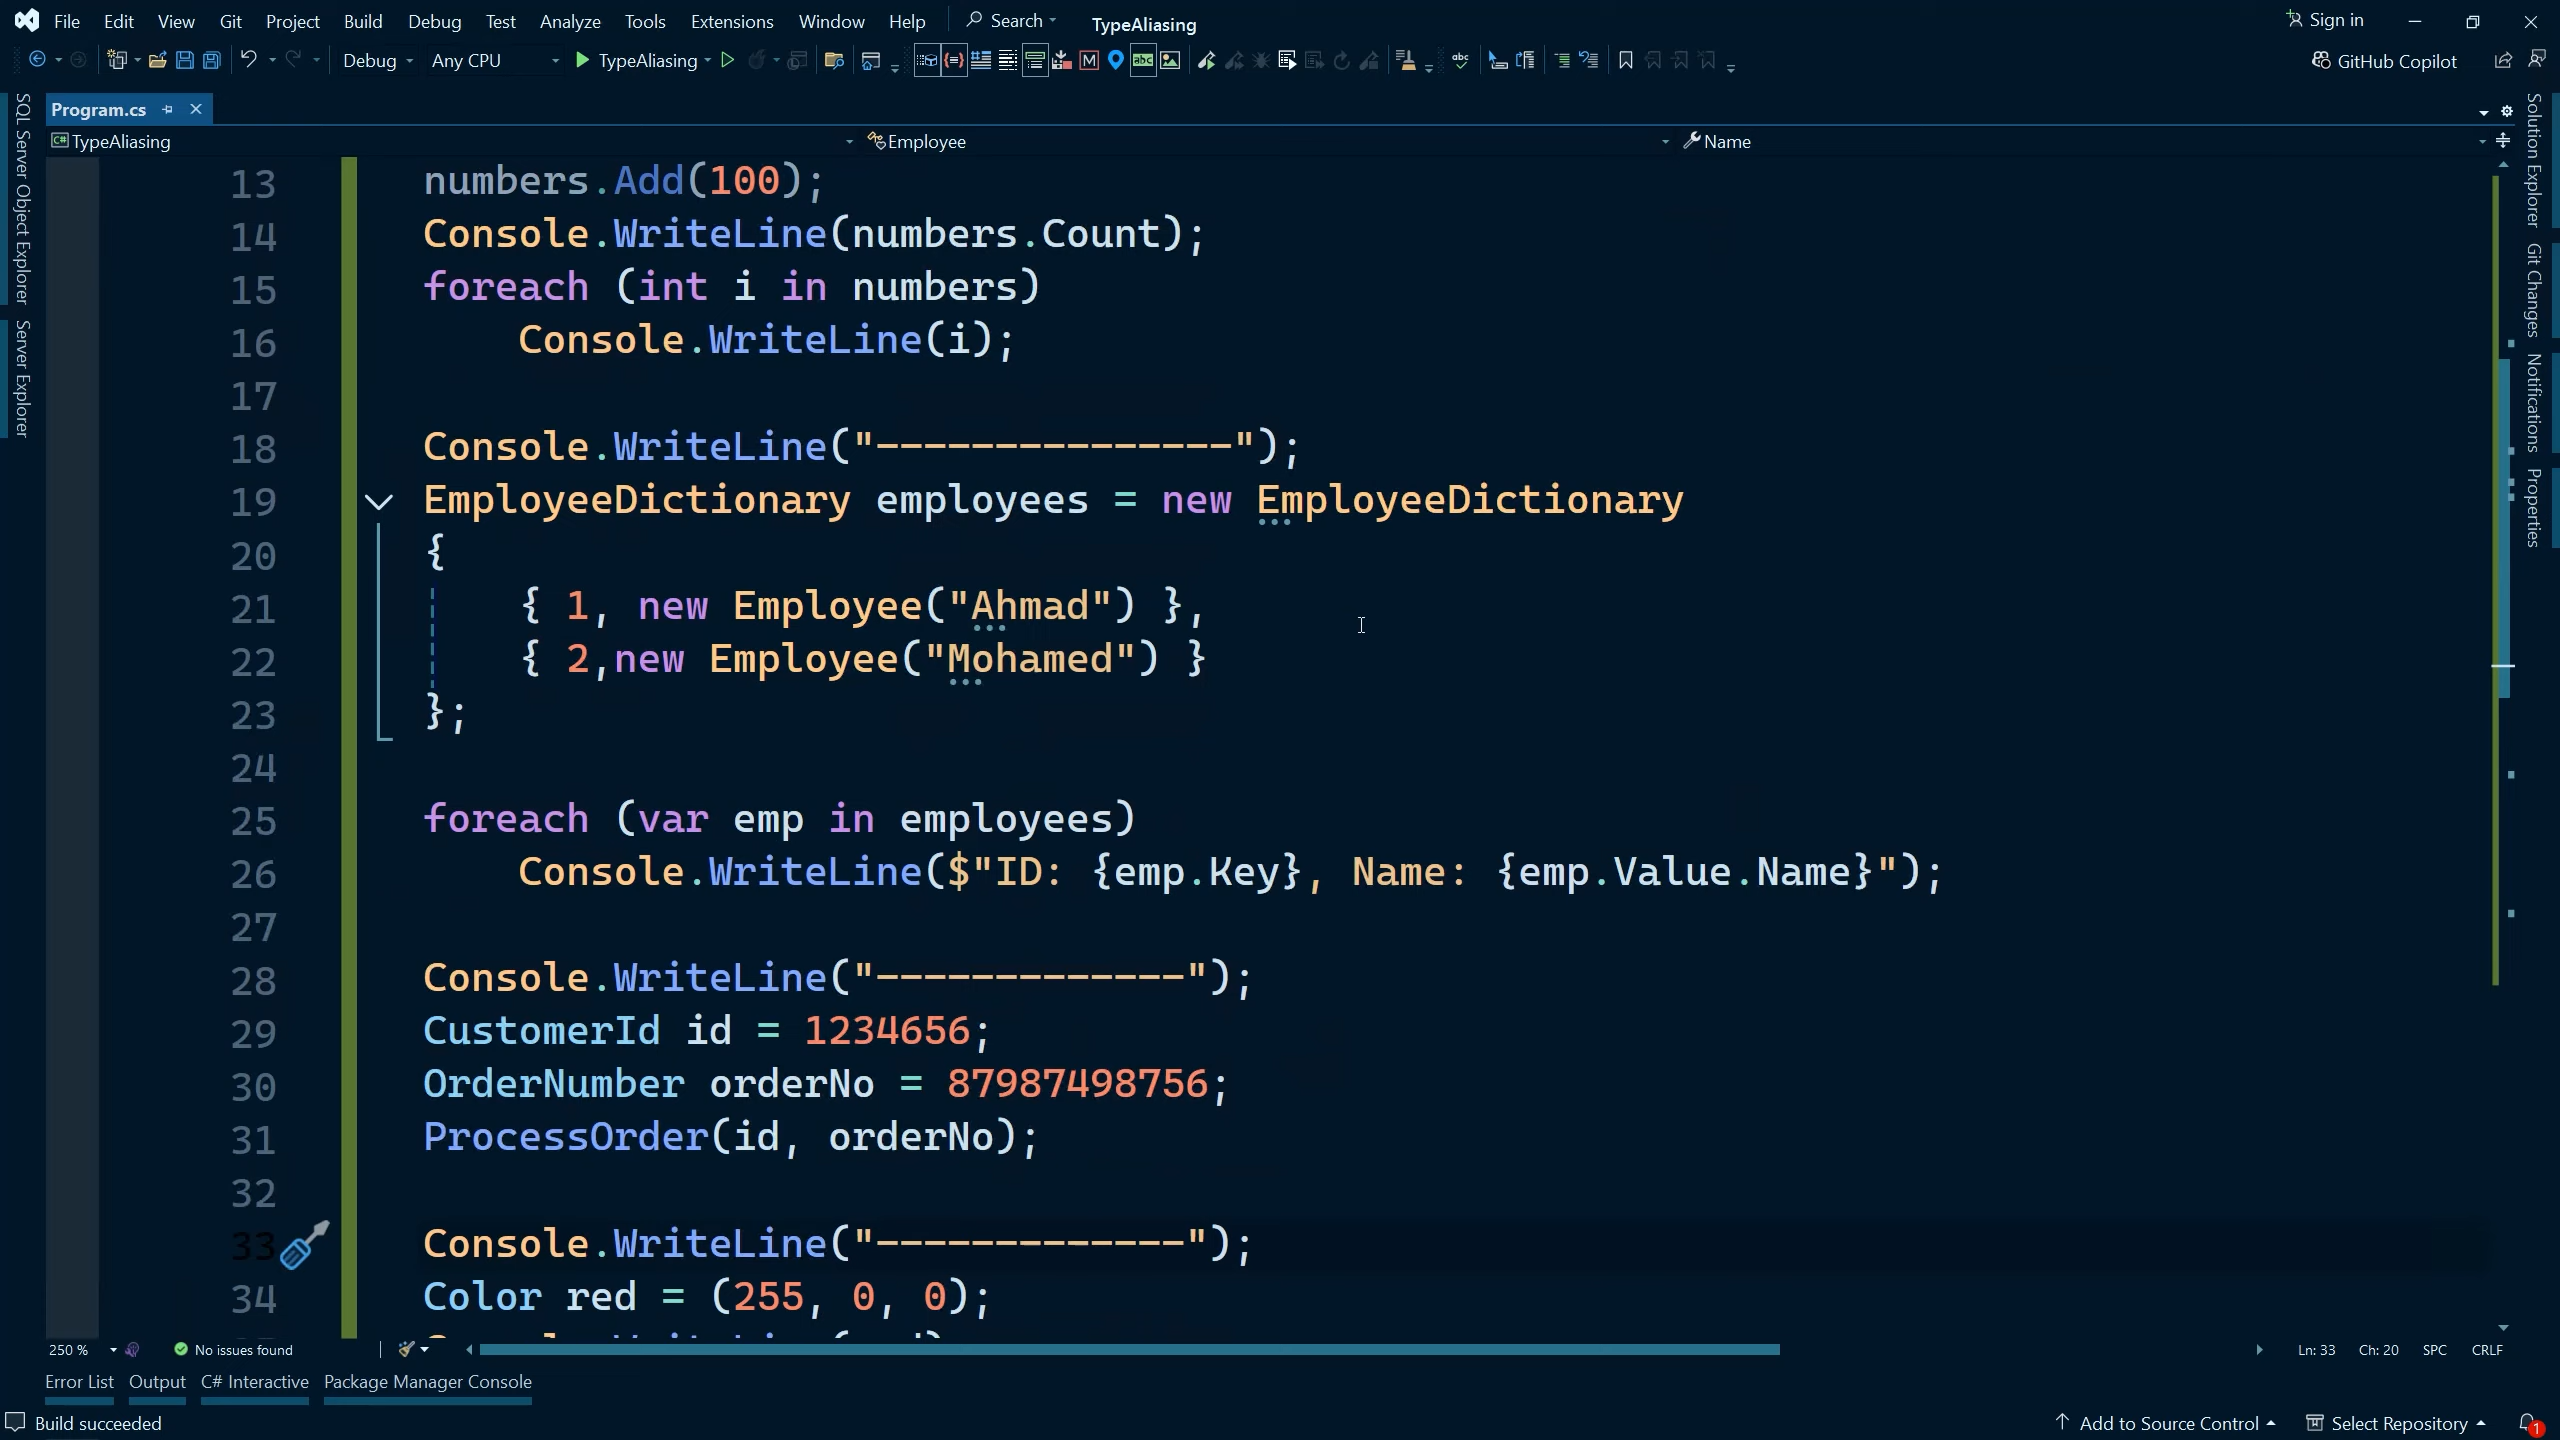 File Edit View Git Project Build Debug Test Analyze Tools Extensions Window Help Search TypeAliasing Sign in
Debug Any CPU TypeAliasing GitHub Copilot
Program.cs
TypeAliasing Employee Name
SQL Server Object Explorer
Server Explorer
13 numbers.Add(100);
14 Console.WriteLine(numbers.Count);
15 foreach (int i in numbers)
16 Console.WriteLine(i);
17
18 Console.WriteLine("---------------");
19 EmployeeDictionary employees = new EmployeeDictionary
20 {
21 { 1, new Employee("Ahmad") },
22 { 2,new Employee("Mohamed") }
23 };
24
25 foreach (var emp in employees)
26 Console.WriteLine($"ID: {emp.Key}, Name: {emp.Value.Name}");
27
28 Console.WriteLine("-------------");
29 CustomerId id = 1234656;
30 OrderNumber orderNo = 87987498756;
31 ProcessOrder(id, orderNo);
32
33 Console.WriteLine("-------------");
34 Color red = (255, 0, 0);
Solution Explorer
Git Changes
Notifications
Properties
250 % No issues found Ln: 33 Ch: 20 SPC CRLF
Error List Output C# Interactive Package Manager Console
Build succeeded Add to Source Control Select Repository 1